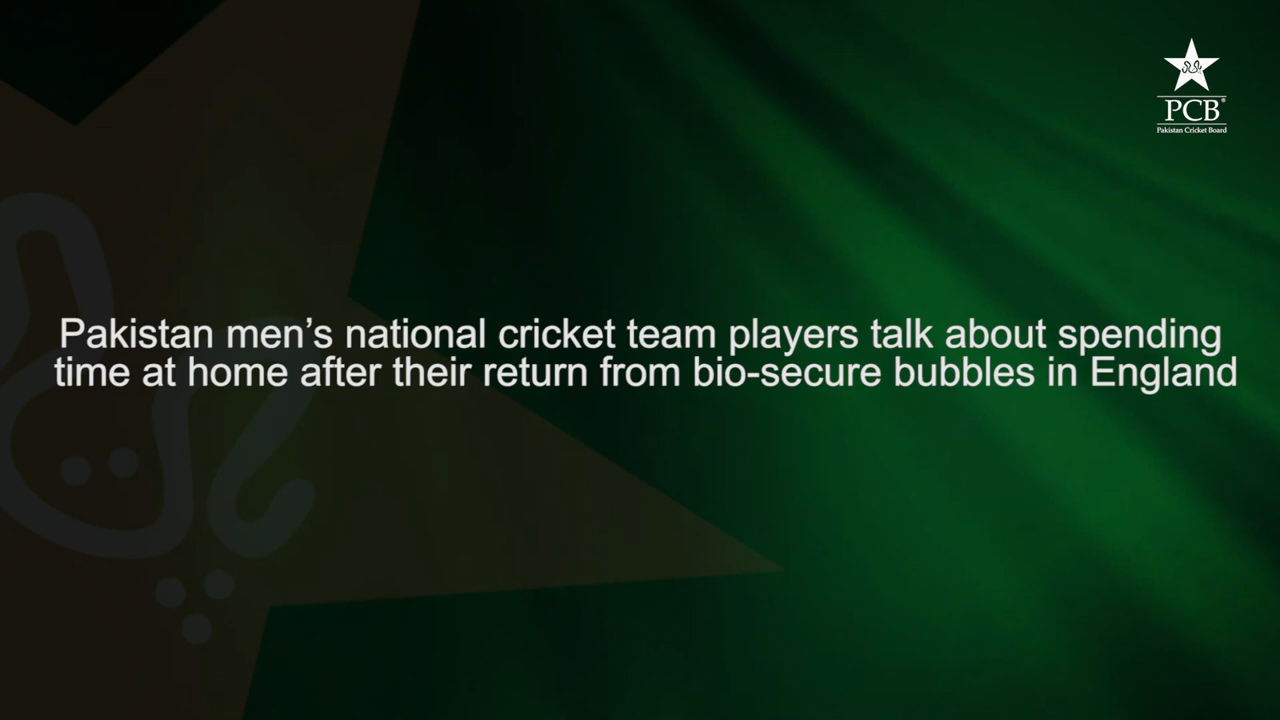 PCB
Pakistan Cricket Board
Pakistan men’s national cricket team players talk about spending
time at home after their return from bio-secure bubbles in England